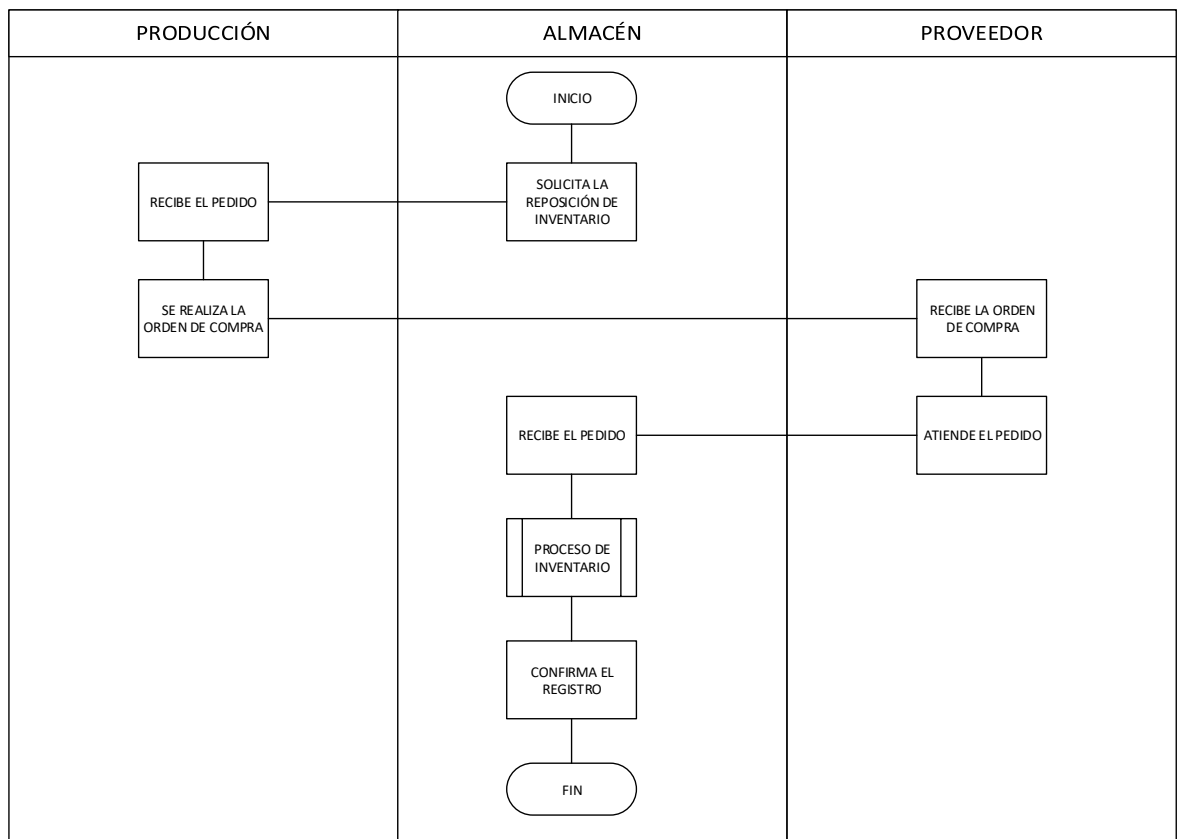 PRODUCCIÓN
ALMACÉN
PROVEEDOR
INICIO
SOLICITA LA
REPOSICIÓN DE
INVENTARIO
RECIBE EL PEDIDO
SE REALIZA LA
ORDEN DE COMPRA
RECIBE LA ORDEN
DE COMPRA
ATIENDE EL PEDIDO
RECIBE EL PEDIDO
PROCESO DE
INVENTARIO
CONFIRMA EL
REGISTRO
FIN